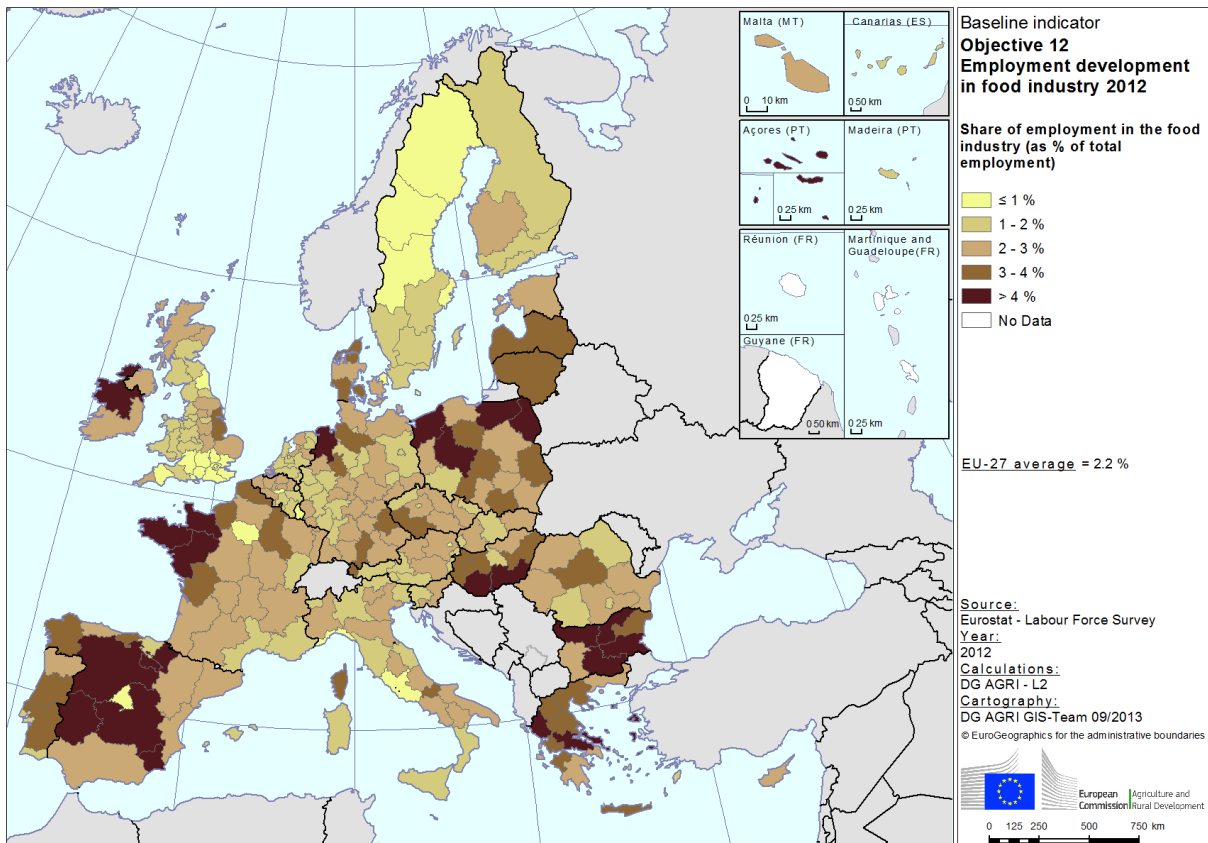 Malta (MT)
Canarias (ES)
0 10 km
0 50 km
Açores (PT)
Madeira (PT)
0 25 km
0 25 km
Réunion (FR)
Martinique and
Guadeloupe(FR)
0 25 km
Guyane (FR)
0 50 km
0 25 km
Baseline indicator
Objective 12
Employment development
in food industry 2012
Share of employment in the food
industry (as % of total
employment)
≤ 1 %
1 - 2 %
2 - 3 %
3 - 4 %
> 4 %
No Data
EU-27 average = 2.2 %
Source:
Eurostat - Labour Force Survey
Year:
2012
Calculations:
DG AGRI - L2
Cartography:
DG AGRI GIS-Team 09/2013
© EuroGeographics for the administrative boundaries
European
Commission
Agriculture and
Rural Development
0 125 250 500 750 km